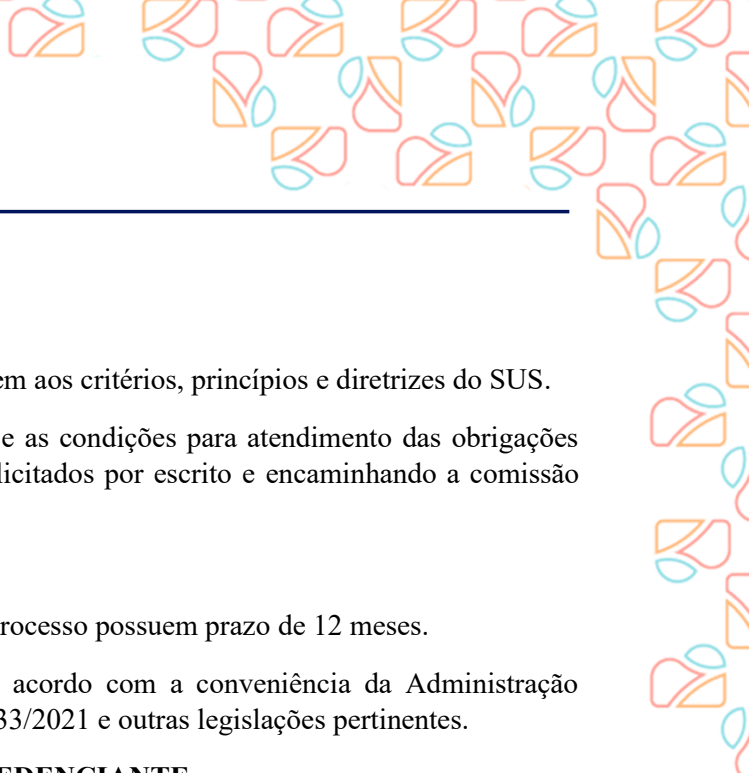 em aos critérios, princípios e diretrizes do SUS.
e as condições para atendimento das obrigações
licitados por escrito e encaminhando a comissão
rocesso possuem prazo de 12 meses.
acordo com a conveniência da Administração
33/2021 e outras legislações pertinentes.
EDENCIANTE